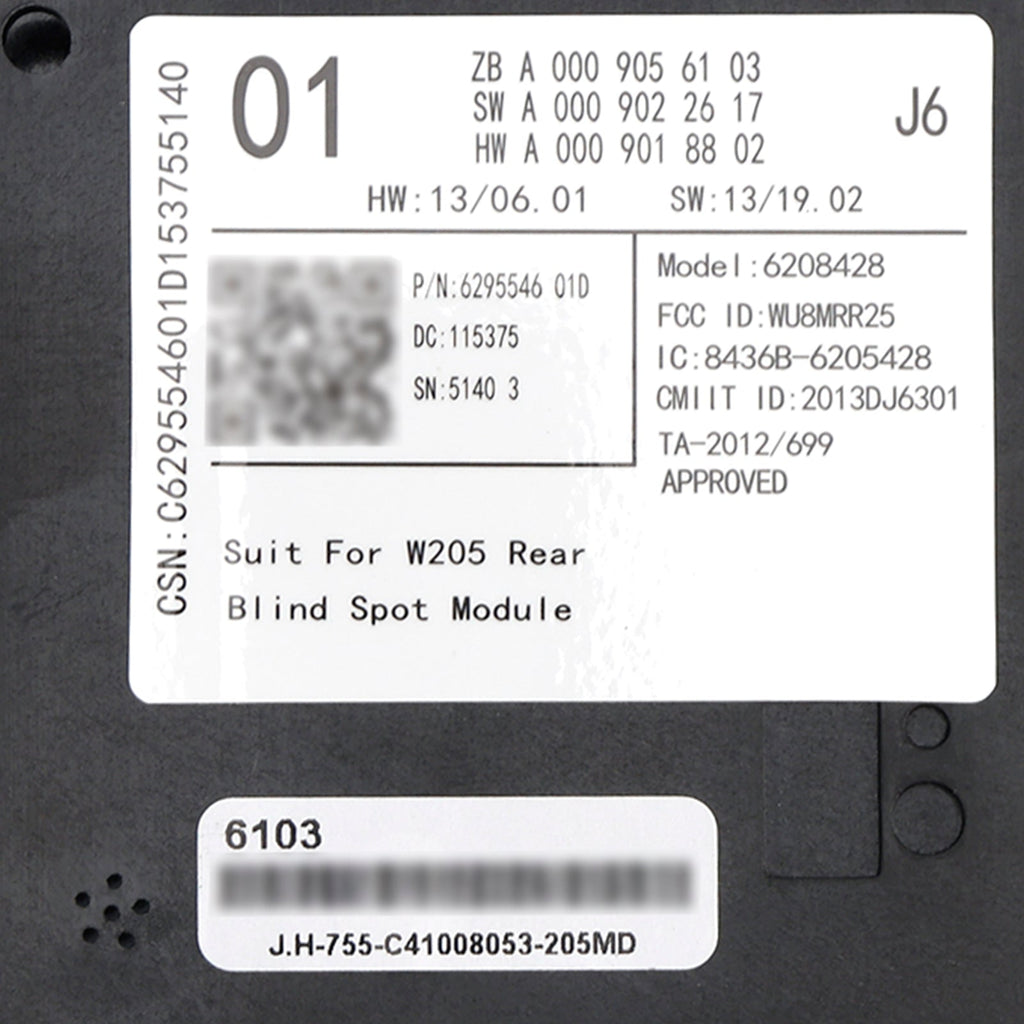 CSN:C629554601D153755140
01
ZB A 000 905 61 03
SW A 000 902 26 17
HW A 000 901 88 02
J6
HW:13/06.01 SW:13/19.02
P/N:6295546 01D
DC:115375
SN:5140 3
Model:6208428
FCC ID:WU8MRR25
IC:8436B-6205428
CMIIT ID:2013DJ6301
TA-2012/699
APPROVED
Suit For W205 Rear
Blind Spot Module
6103
J.H-755-C41008053-205MD